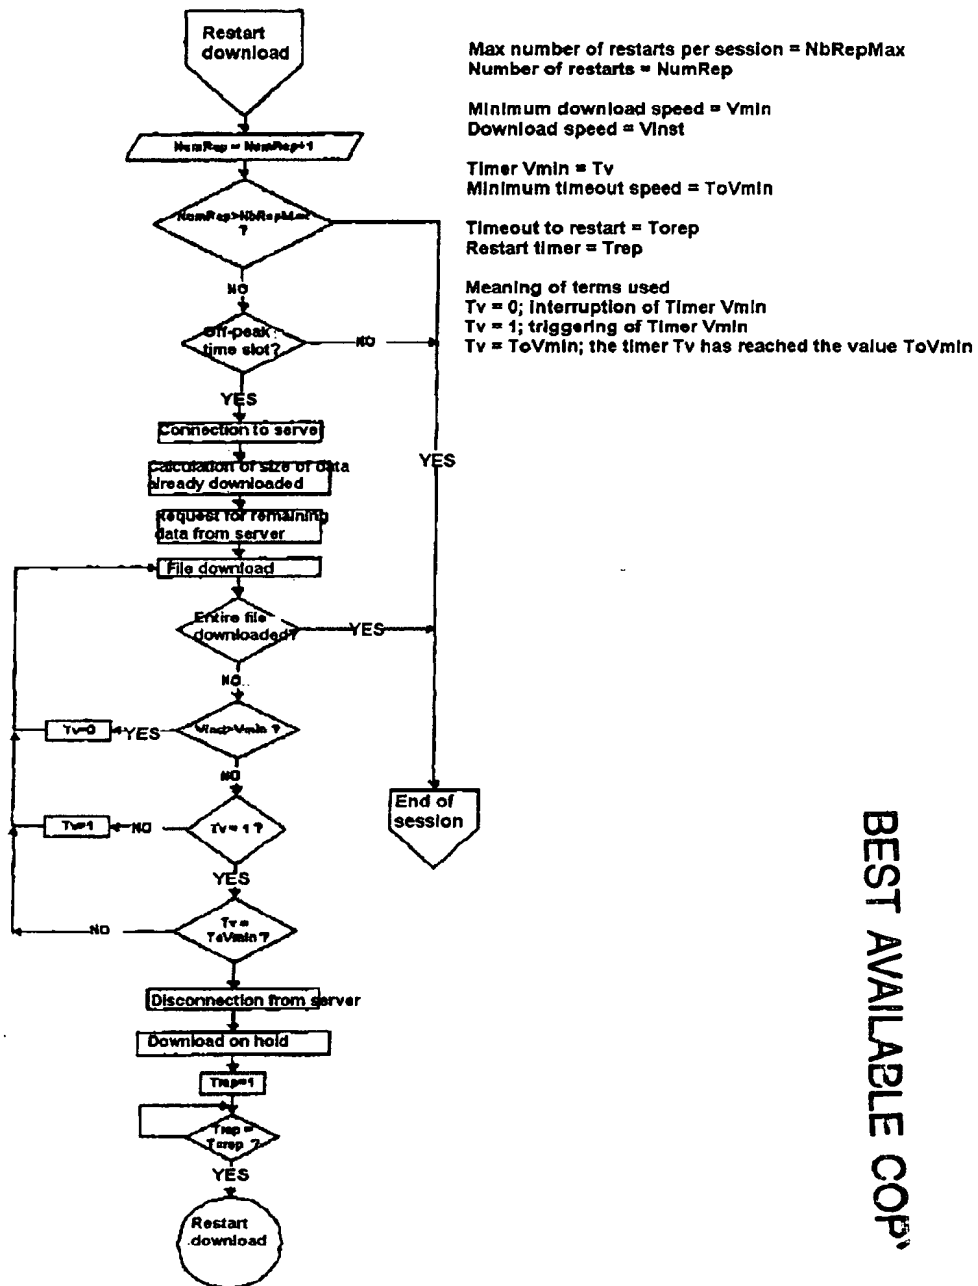 Restart
download
Max number of restarts per session = NbRepMax
Number of restarts = NumRep
Minimum download speed = Vmin
Download speed = Vinst
Timer Vmin = Tv
Minimum timeout speed = ToVmin
Timeout to restart = Torep
Restart timer = Trep
Meaning of terms used
Tv = 0; interruption of Timer Vmin
Tv = 1; triggering of Timer Vmin
Tv = ToVmin; the timer Tv has reached the value ToVmin
NumRep = NumRep+1
NumRep>NbRepMax
?
NO
Off-peak
time slot?
NO
YES
Connection to server
YES
Calculation of size of data
already downloaded
Request for remaining
data from server
File download
Entire file
downloaded?
YES
NO
Vinst>Vmin ?
YES
Tv=0
NO
End of
session
Tv = 1 ?
NO
Tv=1
YES
Tv =
ToVmin ?
NO
Disconnection from server
Download on hold
Trep=1
Trep =
Torep ?
YES
Restart
download
BEST AVAILABLE COPY